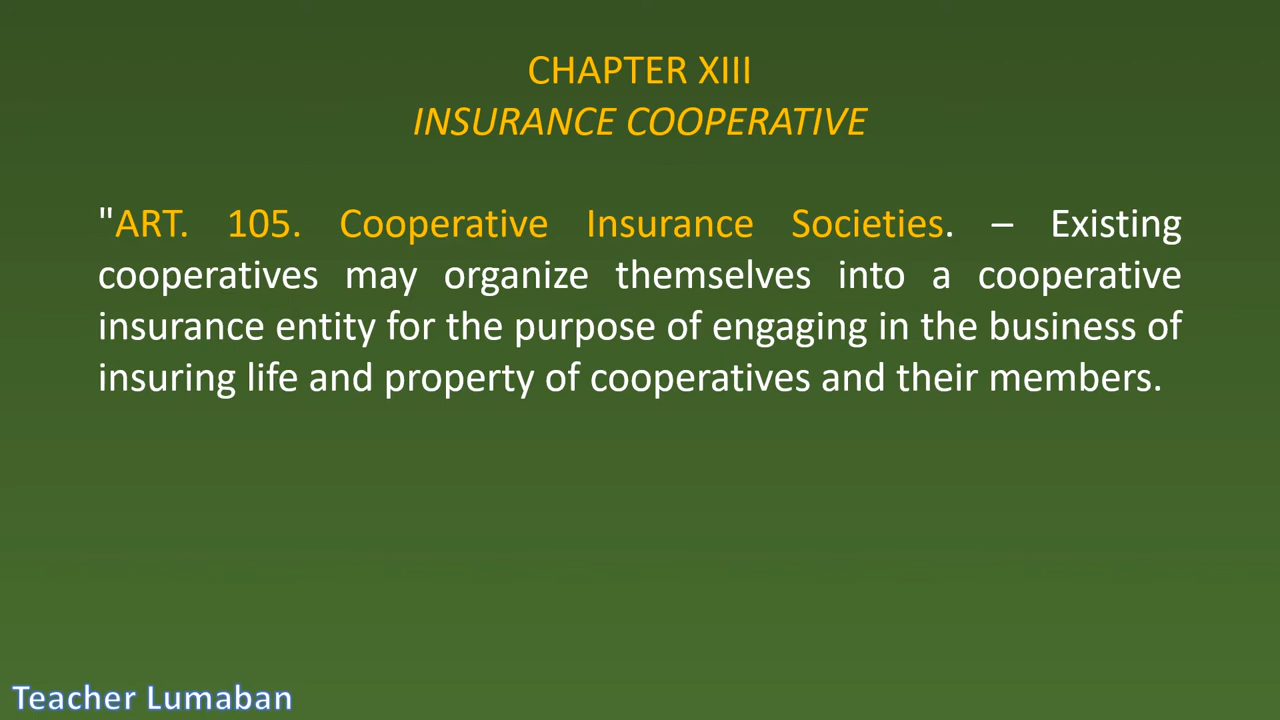 CHAPTER XIII
INSURANCE COOPERATIVE
"ART. 105. Cooperative Insurance Societies. – Existing
cooperatives may organize themselves into a cooperative
insurance entity for the purpose of engaging in the business of
insuring life and property of cooperatives and their members.
Teacher Lumaban